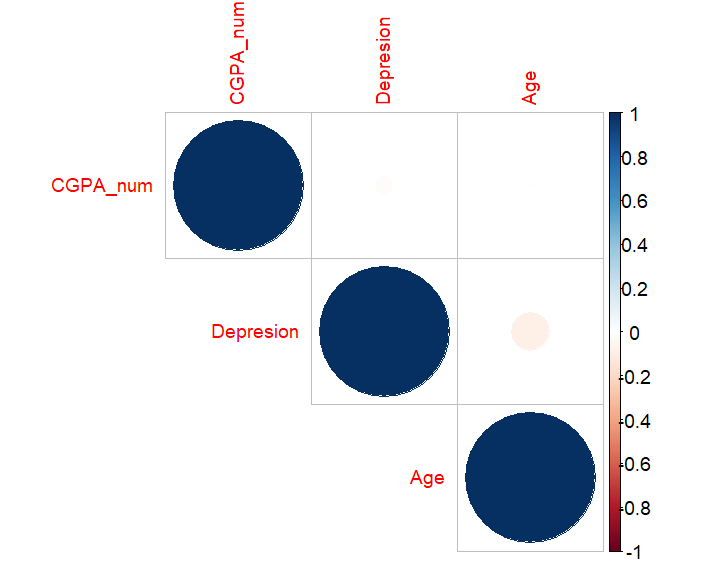 CGPA_num
Depresion
Age
CGPA_num
Depresion
Age
1
0.8
0.6
0.4
0.2
0
-0.2
-0.4
-0.6
-0.8
-1